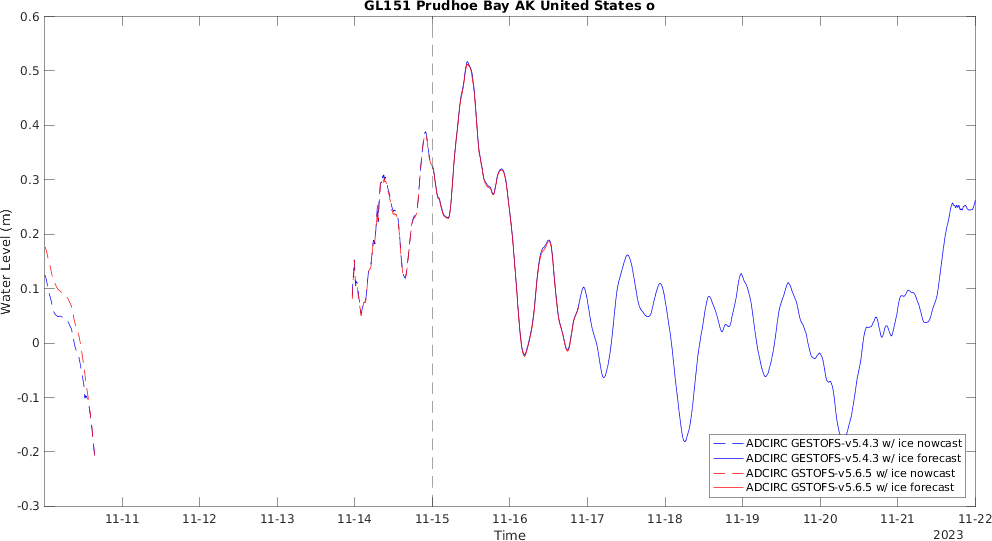 GL151 Prudhoe Bay AK United States o
0.6
0.5
0.4
0.3
0.2
0.1
0
-0.1
-0.2
-0.3
Water Level (m)
ADCIRC GESTOFS-v5.4.3 w/ ice nowcast
ADCIRC GESTOFS-v5.4.3 w/ ice forecast
ADCIRC GSTOFS-v5.6.5 w/ ice nowcast
ADCIRC GSTOFS-v5.6.5 w/ ice forecast
11-11 11-12 11-13 11-14 11-15 11-16 11-17 11-18 11-19 11-20 11-21 11-22
Time
2023